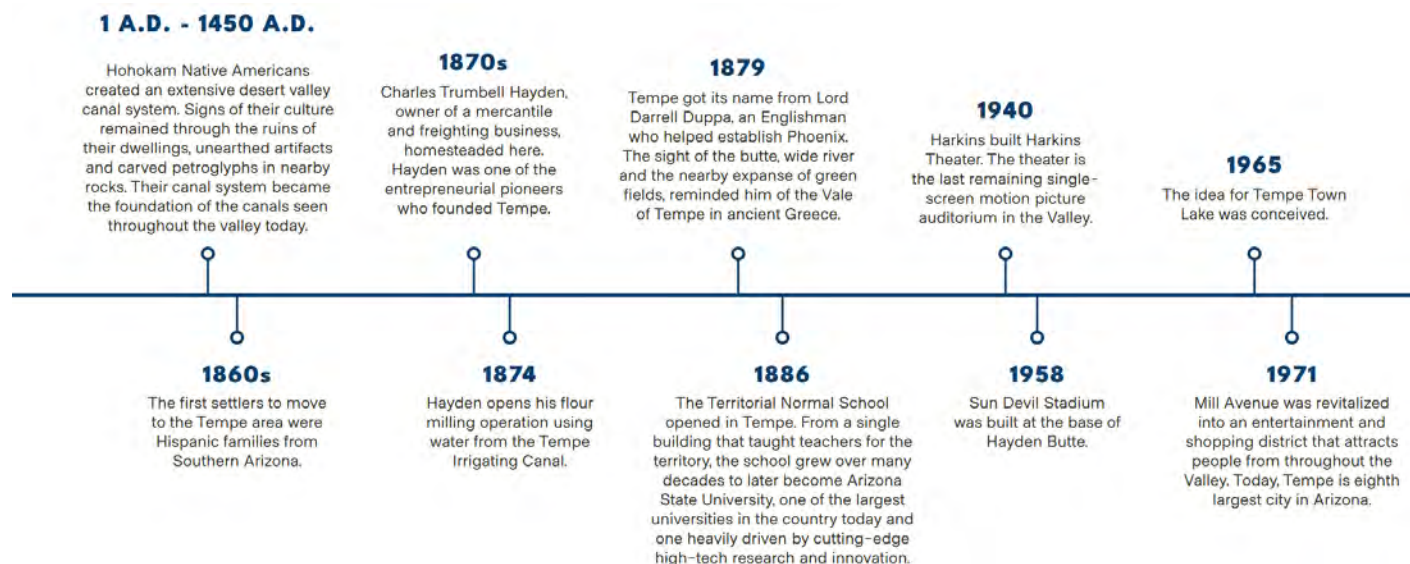 1 A.D. - 1450 A.D.
Hohokam Native Americans
created an extensive desert valley
canal system. Signs of their culture
remained through the ruins of
their dwellings, unearthed artifacts
and carved petroglyphs in nearby
rocks. Their canal system became
the foundation of the canals seen
throughout the valley today.
1860s
The first settlers to move
to the Tempe area were
Hispanic families from
Southern Arizona.
1870s
Charles Trumbell Hayden,
owner of a mercantile
and freighting business,
homesteaded here.
Hayden was one of the
entrepreneurial pioneers
who founded Tempe.
1874
Hayden opens his flour
milling operation using
water from the Tempe
Irrigating Canal.
1879
Tempe got its name from Lord
Darrell Duppa, an Englishman
who helped establish Phoenix.
The sight of the butte, wide river
and the nearby expanse of green
fields, reminded him of the Vale
of Tempe in ancient Greece.
1886
The Territorial Normal School
opened in Tempe. From a single
building that taught teachers for the
territory, the school grew over many
decades to later become Arizona
State University, one of the largest
universities in the country today and
one heavily driven by cutting-edge
high-tech research and innovation.
1940
Harkins built Harkins
Theater. The theater is
the last remaining single-
screen motion picture
auditorium in the Valley.
1958
Sun Devil Stadium
was built at the base of
Hayden Butte.
1965
The idea for Tempe Town
Lake was conceived.
1971
Mill Avenue was revitalized
into an entertainment and
shopping district that attracts
people from throughout the
Valley. Today, Tempe is eighth
largest city in Arizona.